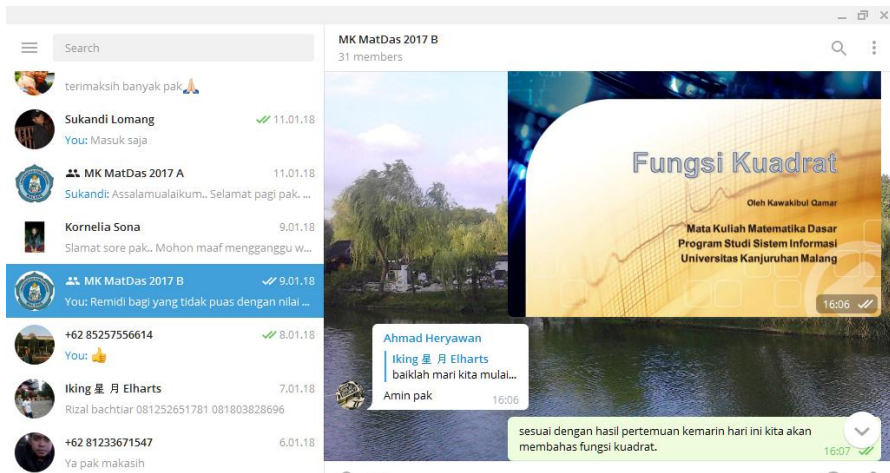 Search
terimaksih banyak pak🙏
Sukandi Lomang 11.01.18
You: Masuk saja
MK MatDas 2017 A 11.01.18
Sukandi: Assalamualaikum.. Selamat pagi pak. ...
Kornelia Sona 9.01.18
Slamat sore pak.. Mohon maaf mengganggu w...
MK MatDas 2017 B 9.01.18
You: Remidi bagi yang tidak puas dengan nilai ...
+62 85257556614 8.01.18
You: 👍
Iking 星 月 Elharts 7.01.18
Rizal bachtiar 081252651781 081803828696
+62 81233671547 6.01.18
Ya pak makasih
MK MatDas 2017 B
31 members
Fungsi Kuadrat
Oleh Kawakibul Qamar
Mata Kuliah Matematika Dasar
Program Studi Sistem Informasi
Universitas Kanjuruhan Malang
16:06
Ahmad Heryawan
Iking 星 月 Elharts
baiklah mari kita mulai...
Amin pak 16:06
sesuai dengan hasil pertemuan kemarin hari ini kita akan
membahas fungsi kuadrat. 16:07